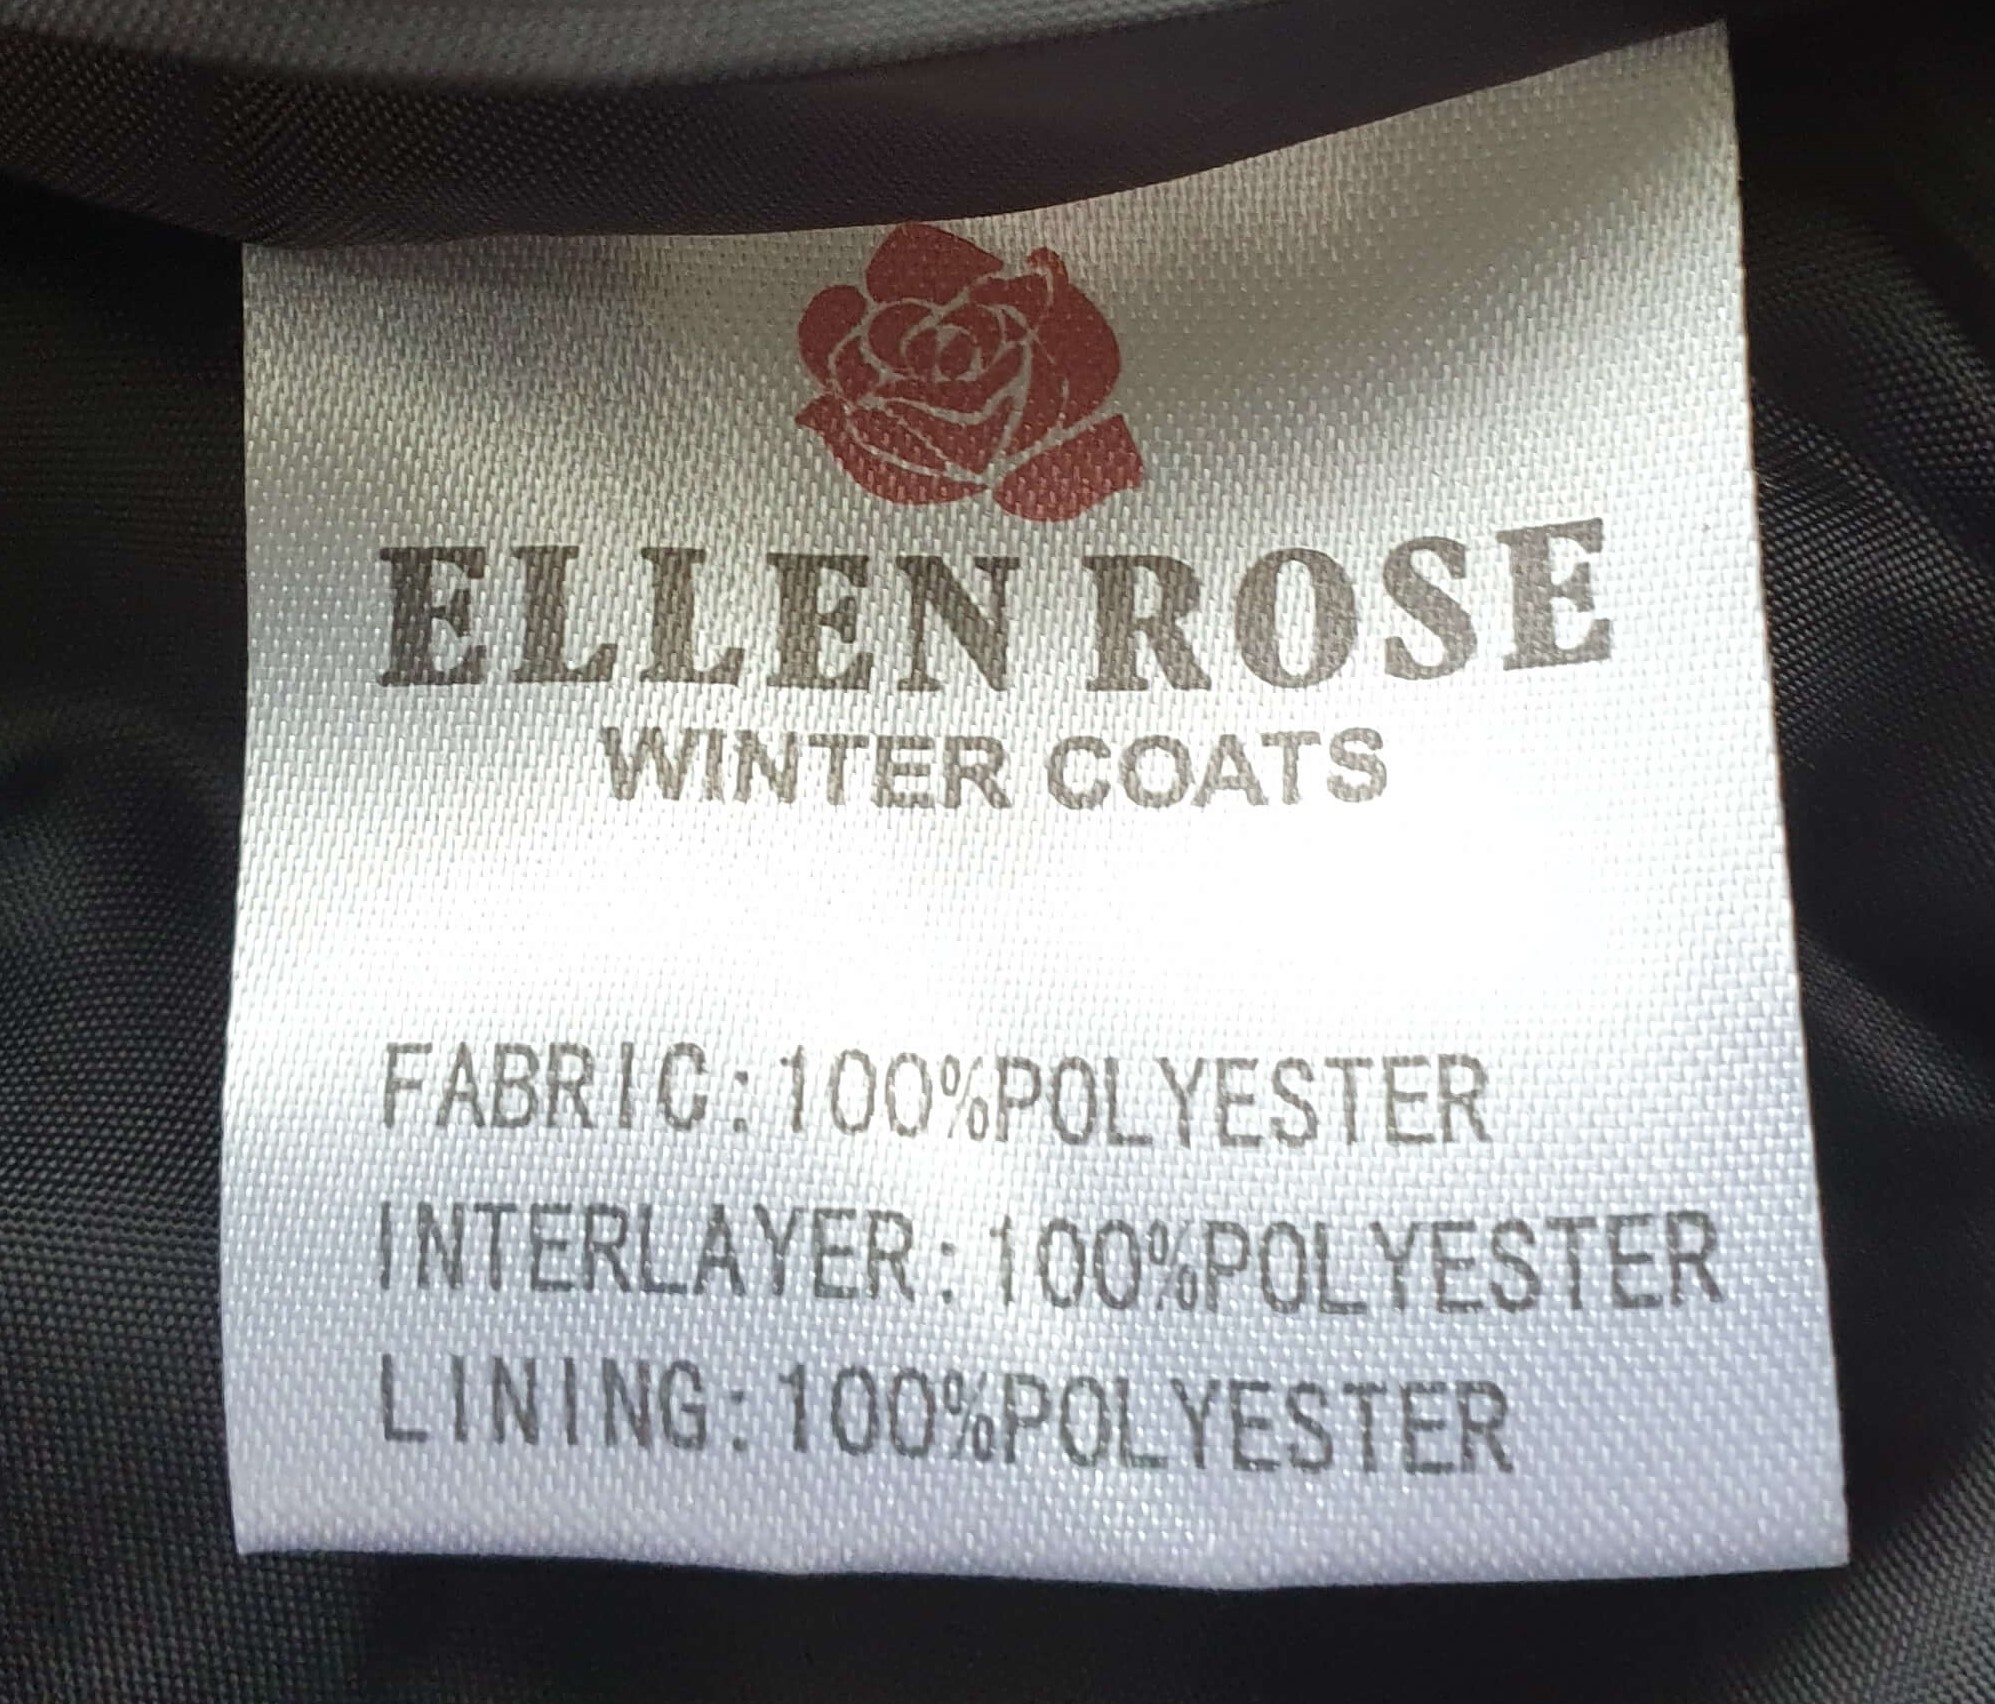 ELLEN ROSE
WINTER COATS
FABRIC:100%POLYESTER
INTERLAYER:100%POLYESTER
LINING:100%POLYESTER